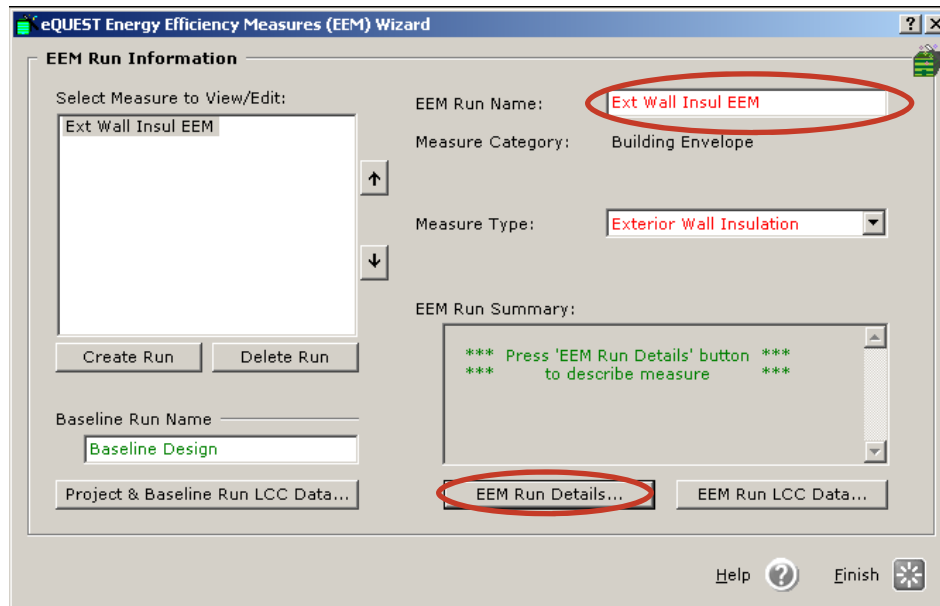 eQUEST Energy Efficiency Measures (EEM) Wizard
EEM Run Information
Select Measure to View/Edit:
Ext Wall Insul EEM
Create Run
Delete Run
Baseline Run Name
Baseline Design
Project & Baseline Run LCC Data...
EEM Run Name:
Ext Wall Insul EEM
Measure Category:
Building Envelope
Measure Type:
Exterior Wall Insulation
EEM Run Summary:
*** Press 'EEM Run Details' button ***
*** to describe measure ***
EEM Run Details...
EEM Run LCC Data...
Help
?
Finish